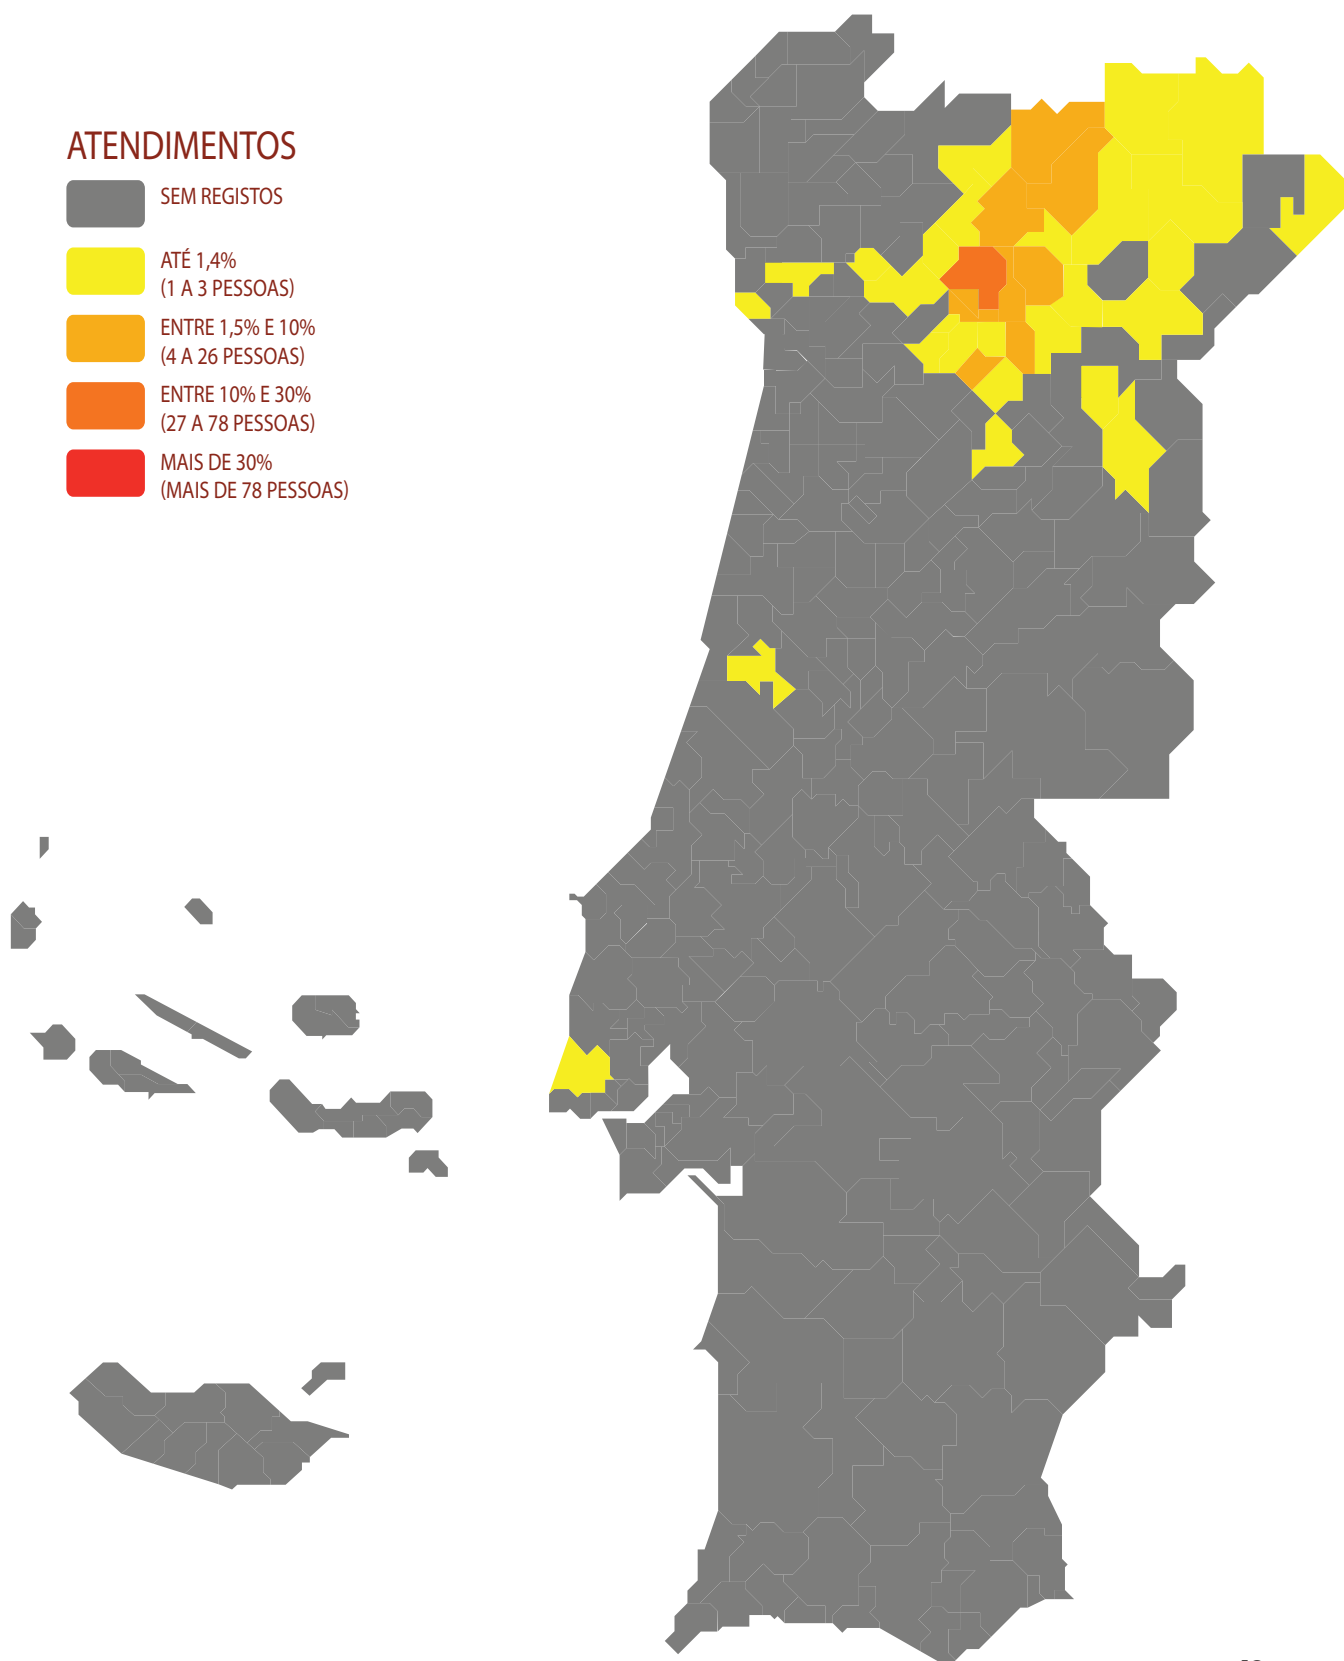 ATENDIMENTOS
SEM REGISTOS
ATÉ 1,4%
(1 A 3 PESSOAS)
ENTRE 1,5% E 10%
(4 A 26 PESSOAS)
ENTRE 10% E 30%
(27 A 78 PESSOAS)
MAIS DE 30%
(MAIS DE 78 PESSOAS)